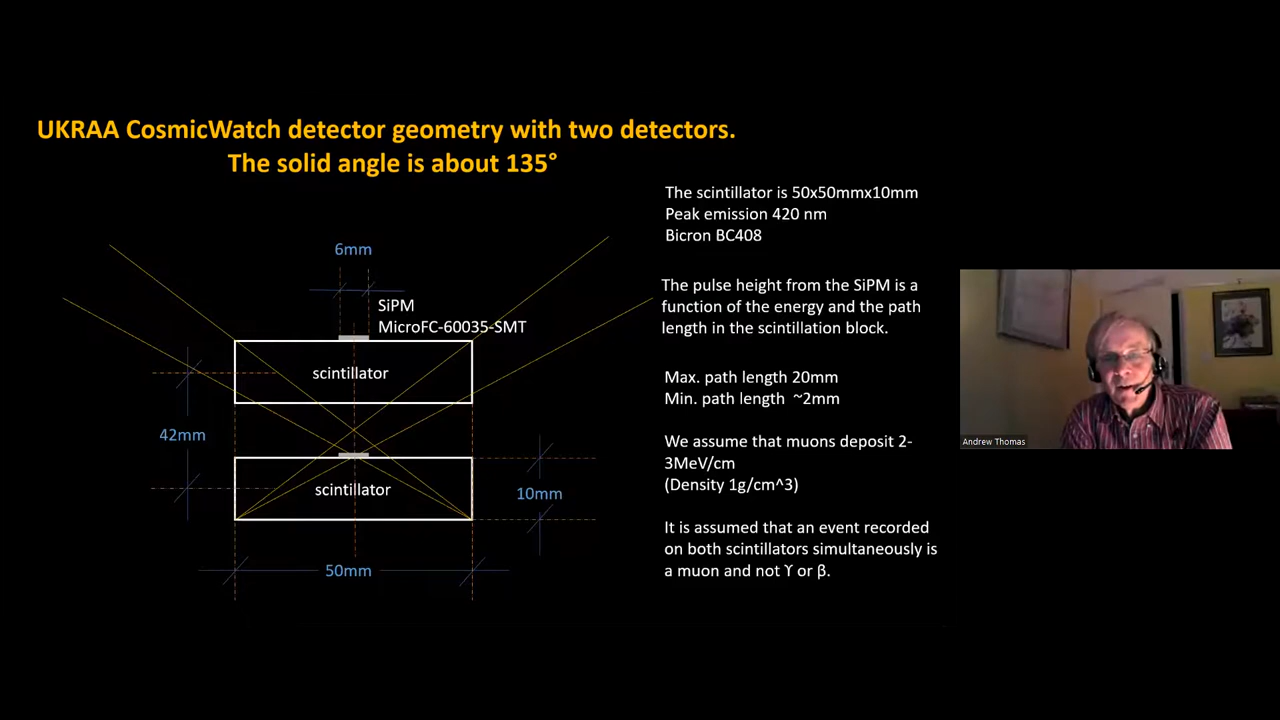 UKRAA CosmicWatch detector geometry with two detectors.
The solid angle is about 135°
The scintillator is 50x50mmx10mm
Peak emission 420 nm
Bicron BC408
6mm
SiPM
MicroFC-60035-SMT
The pulse height from the SiPM is a
function of the energy and the path
length in the scintillation block.
scintillator
Max. path length 20mm
Min. path length ~2mm
42mm
We assume that muons deposit 2-
3MeV/cm
(Density 1g/cm^3)
scintillator
10mm
It is assumed that an event recorded
on both scintillators simultaneously is
a muon and not ϒ or β.
50mm
Andrew Thomas